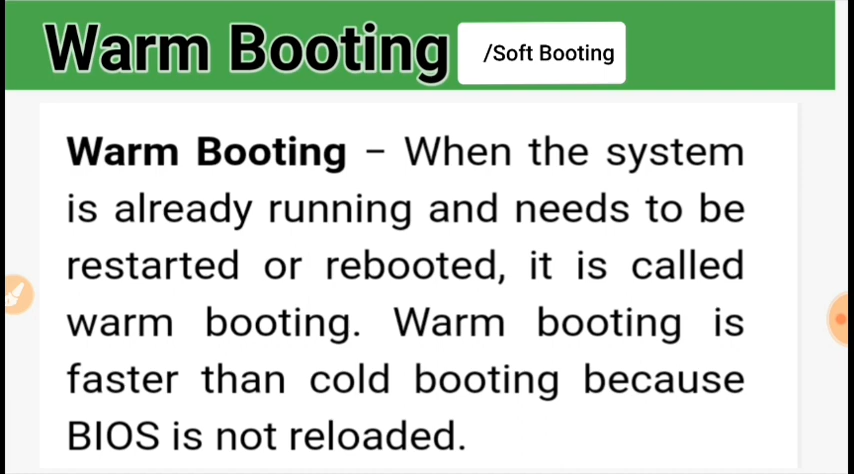 Warm Booting /Soft Booting
Warm Booting – When the system
is already running and needs to be
restarted or rebooted, it is called
warm booting. Warm booting is
faster than cold booting because
BIOS is not reloaded.